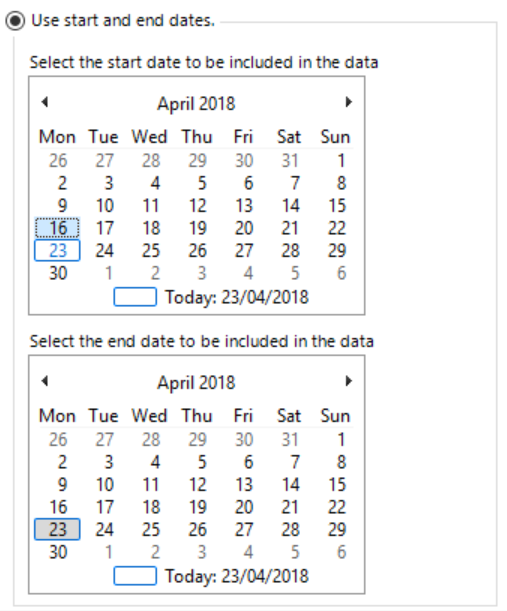 Use start and end dates.
Select the start date to be included in the data
April 2018
Mon Tue Wed Thu Fri Sat Sun
26 27 28 29 30 31 1
2 3 4 5 6 7 8
9 10 11 12 13 14 15
16 17 18 19 20 21 22
23 24 25 26 27 28 29
30 1 2 3 4 5 6
Today: 23/04/2018
Select the end date to be included in the data
April 2018
Mon Tue Wed Thu Fri Sat Sun
26 27 28 29 30 31 1
2 3 4 5 6 7 8
9 10 11 12 13 14 15
16 17 18 19 20 21 22
23 24 25 26 27 28 29
30 1 2 3 4 5 6
Today: 23/04/2018